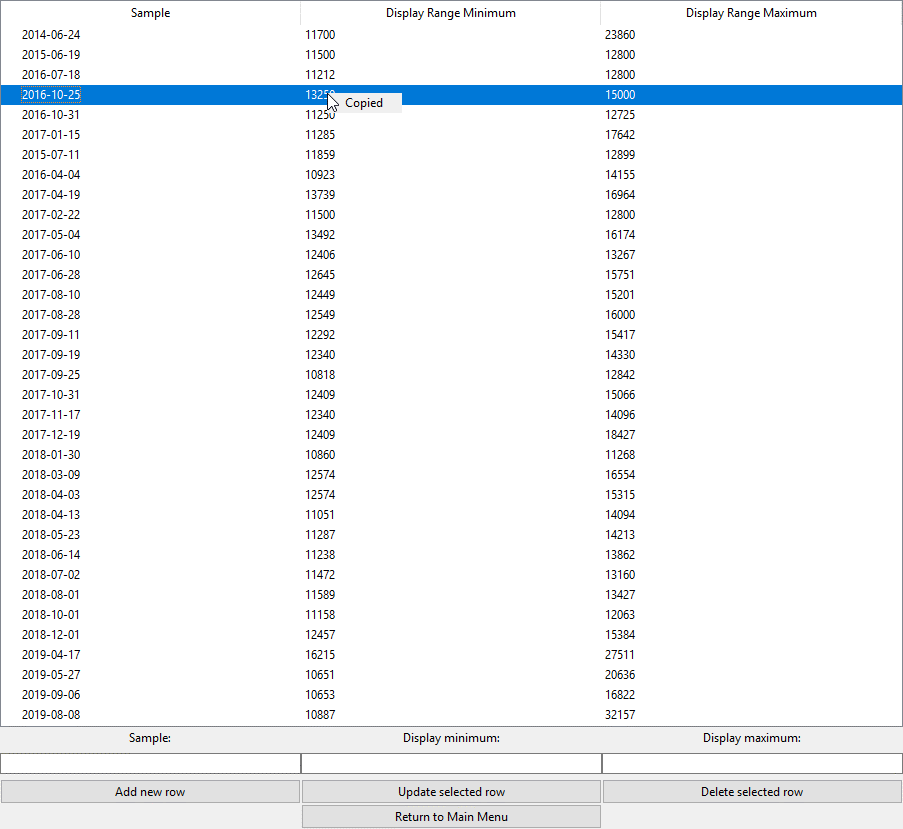 Sample Display Range Minimum Display Range Maximum
2014-06-24 11700 23860
2015-06-19 11500 12800
2016-07-18 11212 12800
2016-10-25 15000
Copied
2016-10-31 11250 12725
2017-01-15 11285 17642
2015-07-11 11859 12899
2016-04-04 10923 14155
2017-04-19 13739 16964
2017-02-22 11500 12800
2017-05-04 13492 16174
2017-06-10 12406 13267
2017-06-28 12645 15751
2017-08-10 12449 15201
2017-08-28 12549 16000
2017-09-11 12292 15417
2017-09-19 12340 14330
2017-09-25 10818 12842
2017-10-31 12409 15066
2017-11-17 12340 14096
2017-12-19 12409 18427
2018-01-30 10860 11268
2018-03-09 12574 16554
2018-04-03 12574 15315
2018-04-13 11051 14094
2018-05-23 11287 14213
2018-06-14 11238 13862
2018-07-02 11472 13160
2018-08-01 11589 13427
2018-10-01 11158 12063
2018-12-01 12457 15384
2019-04-17 16215 27511
2019-05-27 10651 20636
2019-09-06 10653 16822
2019-08-08 10887 32157
Sample: Display minimum: Display maximum:
Add new row Update selected row Delete selected row
Return to Main Menu